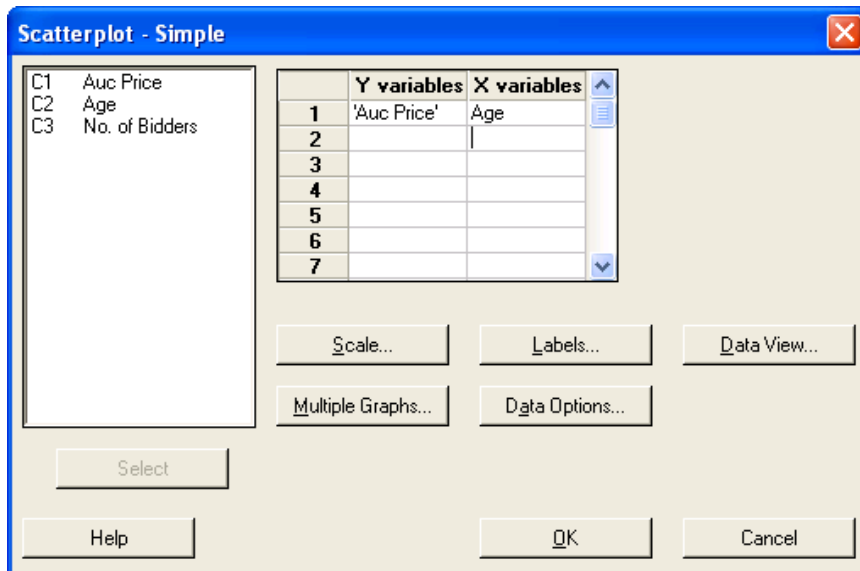 Scatterplot - Simple
C1 Auc Price
C2 Age
C3 No. of Bidders
Y variables X variables
1 'Auc Price' Age
2
3
4
5
6
7
Scale... Labels... Data View...
Multiple Graphs... Data Options...
Select
Help OK Cancel